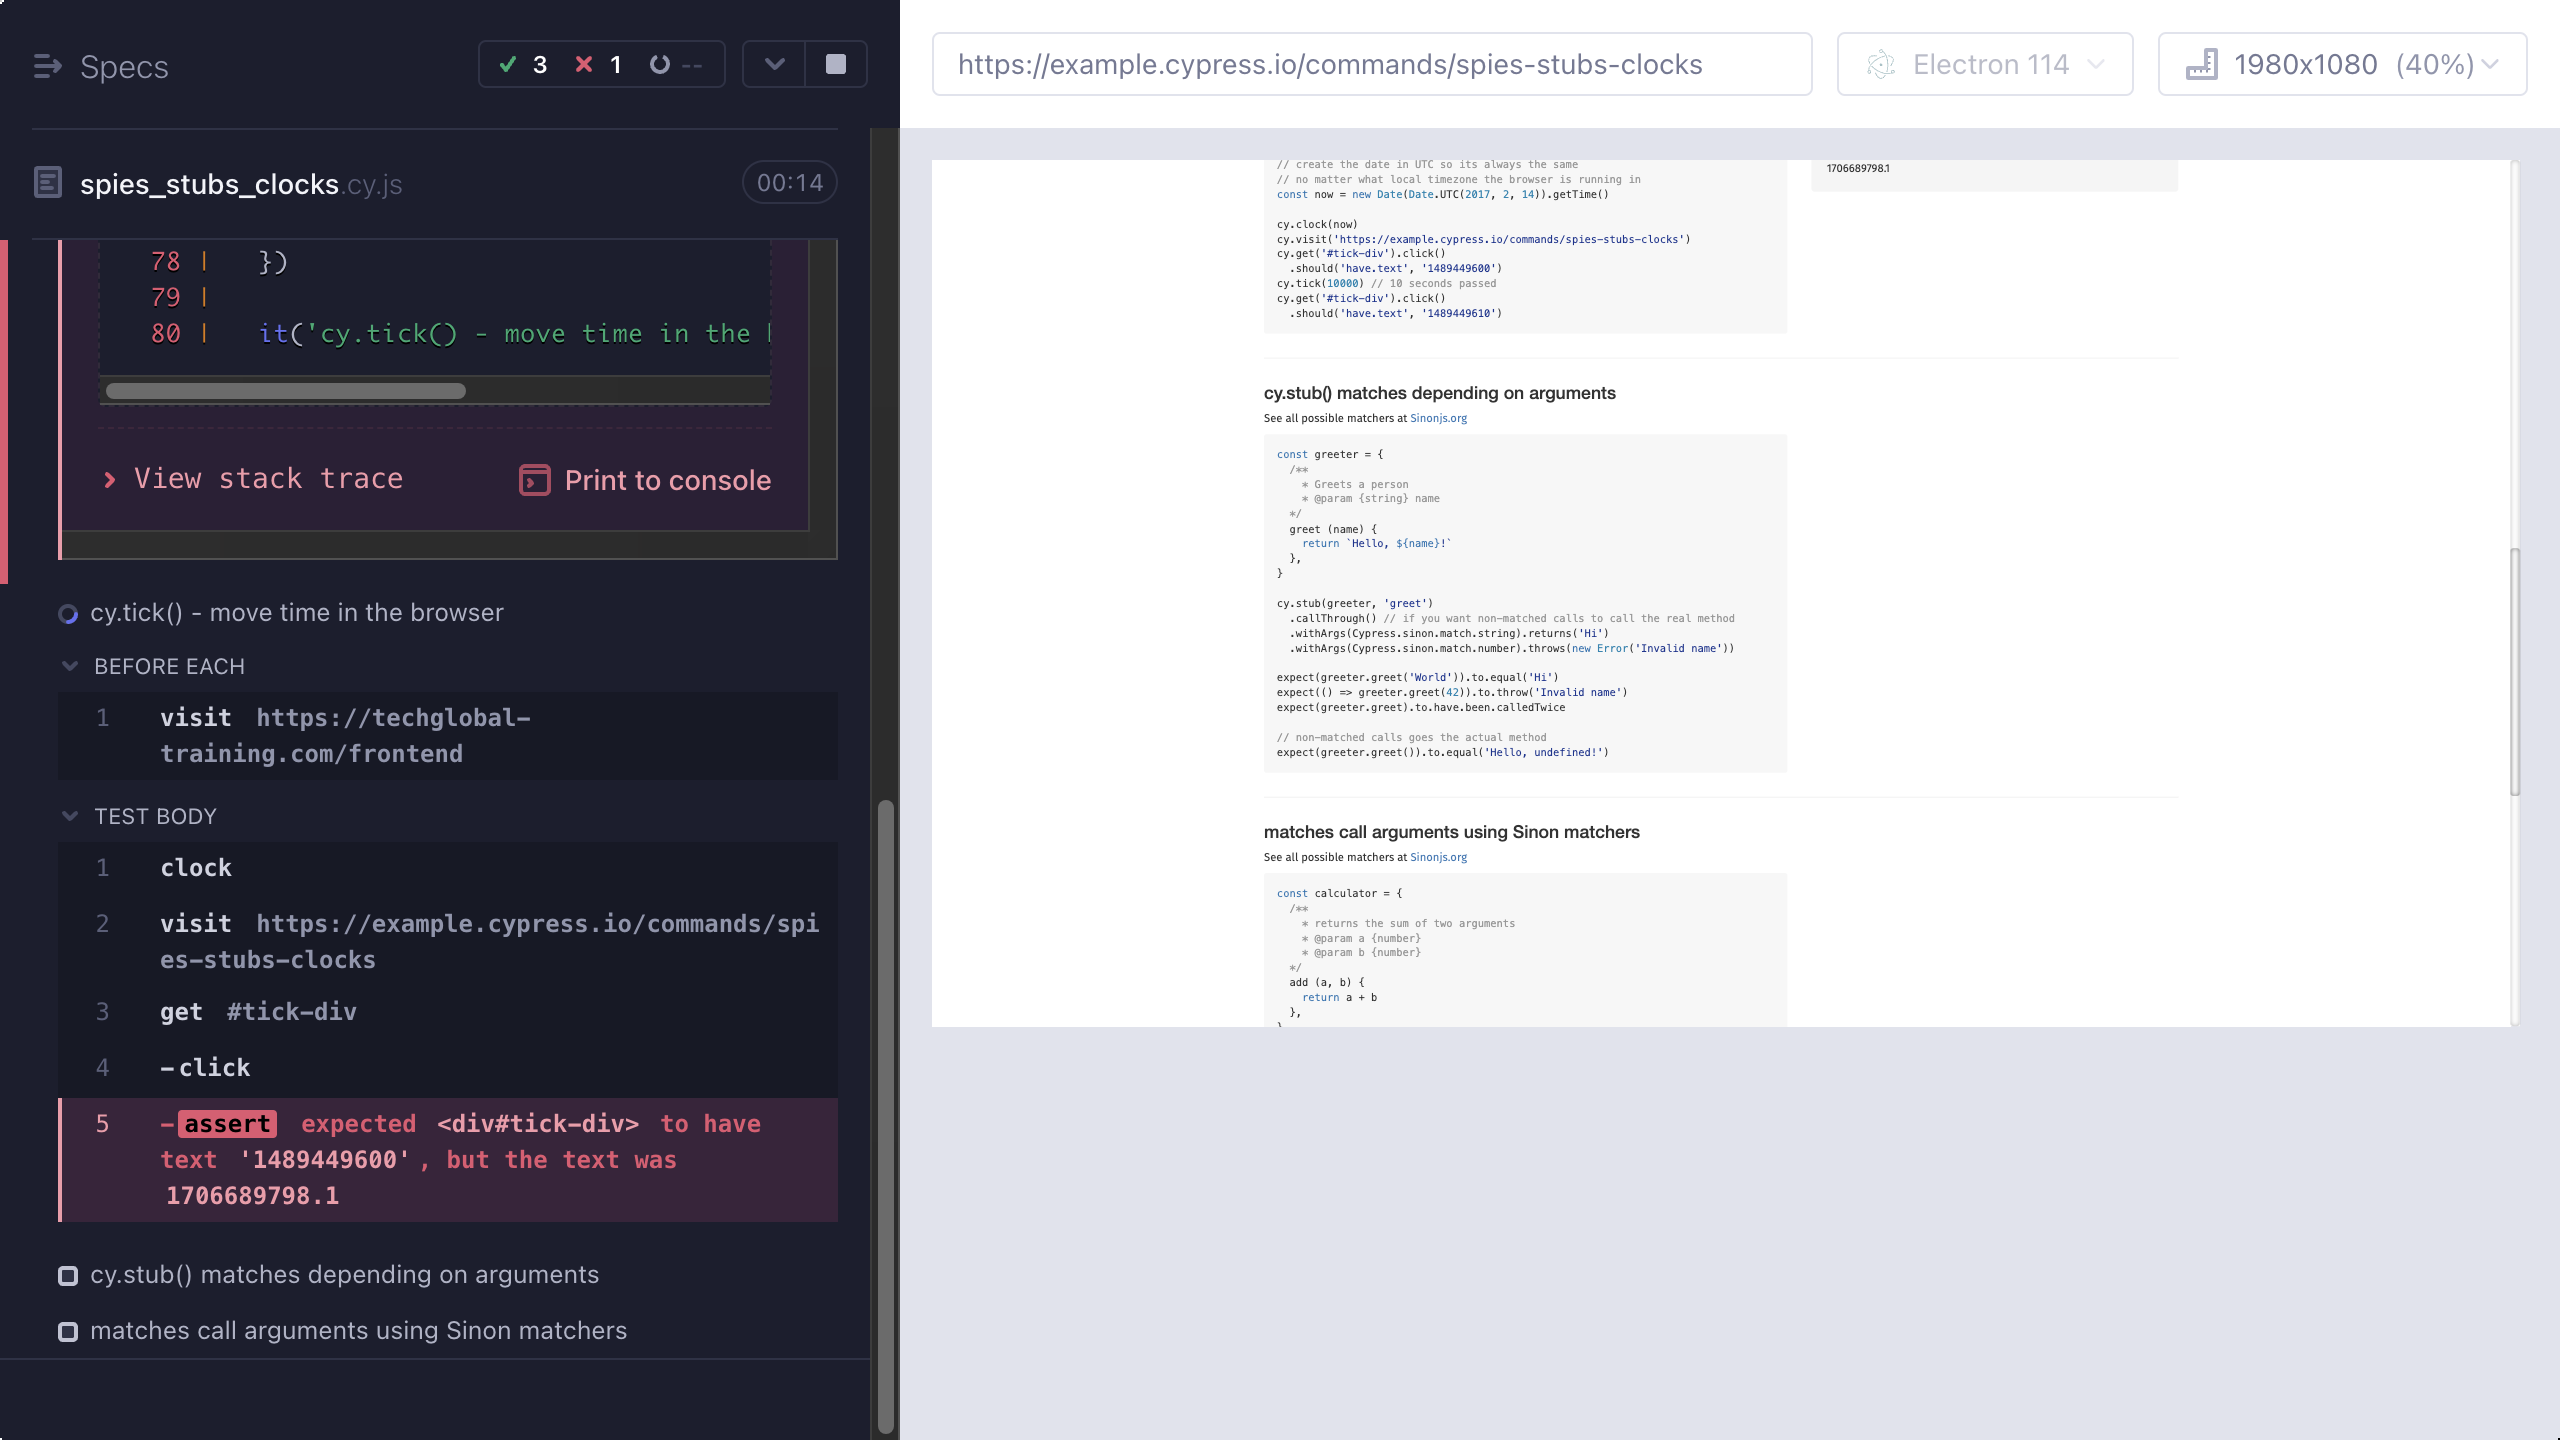 Specs
3 1 --
spies_stubs_clocks.cy.js
00:14
78 | })
79 |
80 | it('cy.tick() - move time in the
View stack trace
Print to console
cy.tick() - move time in the browser
BEFORE EACH
1 visit https://techglobal-
training.com/frontend
TEST BODY
1 clock
2 visit https://example.cypress.io/commands/spi
es-stubs-clocks
3 get #tick-div
4 -click
5 -assert expected <div#tick-div> to have
text '1489449600', but the text was
1706689798.1
cy.stub() matches depending on arguments
matches call arguments using Sinon matchers
https://example.cypress.io/commands/spies-stubs-clocks
Electron 114
1980x1080 (40%)
// create the date in UTC so its always the same
// no matter what local timezone the browser is running in
const now = new Date(Date.UTC(2017, 2, 14)).getTime()
cy.clock(now)
cy.visit('https://example.cypress.io/commands/spies-stubs-clocks')
cy.get('#tick-div').click()
.should('have.text', '1489449600')
cy.tick(10000) // 10 seconds passed
cy.get('#tick-div').click()
.should('have.text', '1489449610')
1706689798.1
cy.stub() matches depending on arguments
See all possible matchers at Sinonjs.org
const greeter = {
/**
* Greets a person
* @param {string} name
*/
greet (name) {
return `Hello, ${name}!`
},
}
cy.stub(greeter, 'greet')
.callThrough() // if you want non-matched calls to call the real method
.withArgs(Cypress.sinon.match.string).returns('Hi')
.withArgs(Cypress.sinon.match.number).throws(new Error('Invalid name'))
expect(greeter.greet('World')).to.equal('Hi')
expect(() => greeter.greet(42)).to.throw('Invalid name')
expect(greeter.greet).to.have.been.calledTwice
// non-matched calls goes the actual method
expect(greeter.greet()).to.equal('Hello, undefined!')
matches call arguments using Sinon matchers
See all possible matchers at Sinonjs.org
const calculator = {
/**
* returns the sum of two arguments
* @param a {number}
* @param b {number}
*/
add (a, b) {
return a + b
},
}